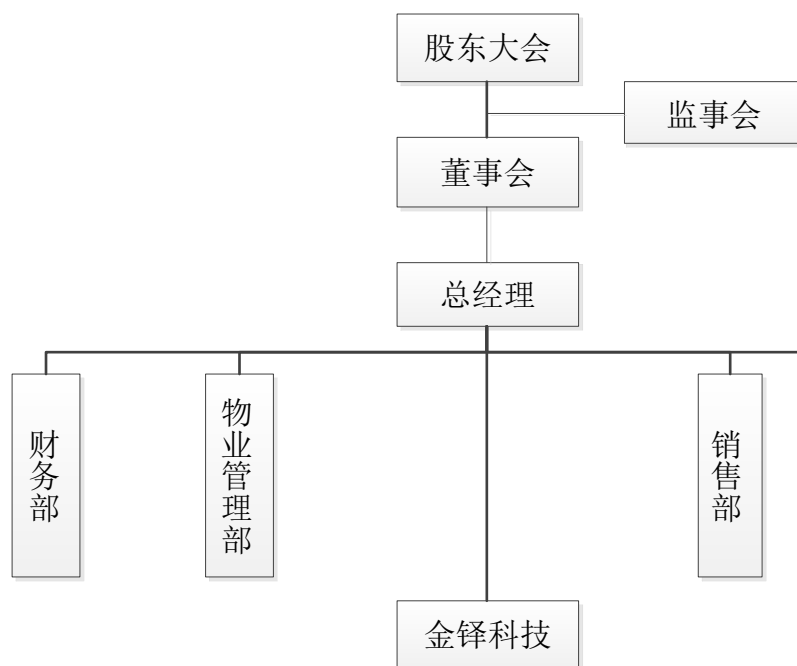 股东大会
监事会
董事会
总经理
财务部
物业管理部
销售部
金铎科技